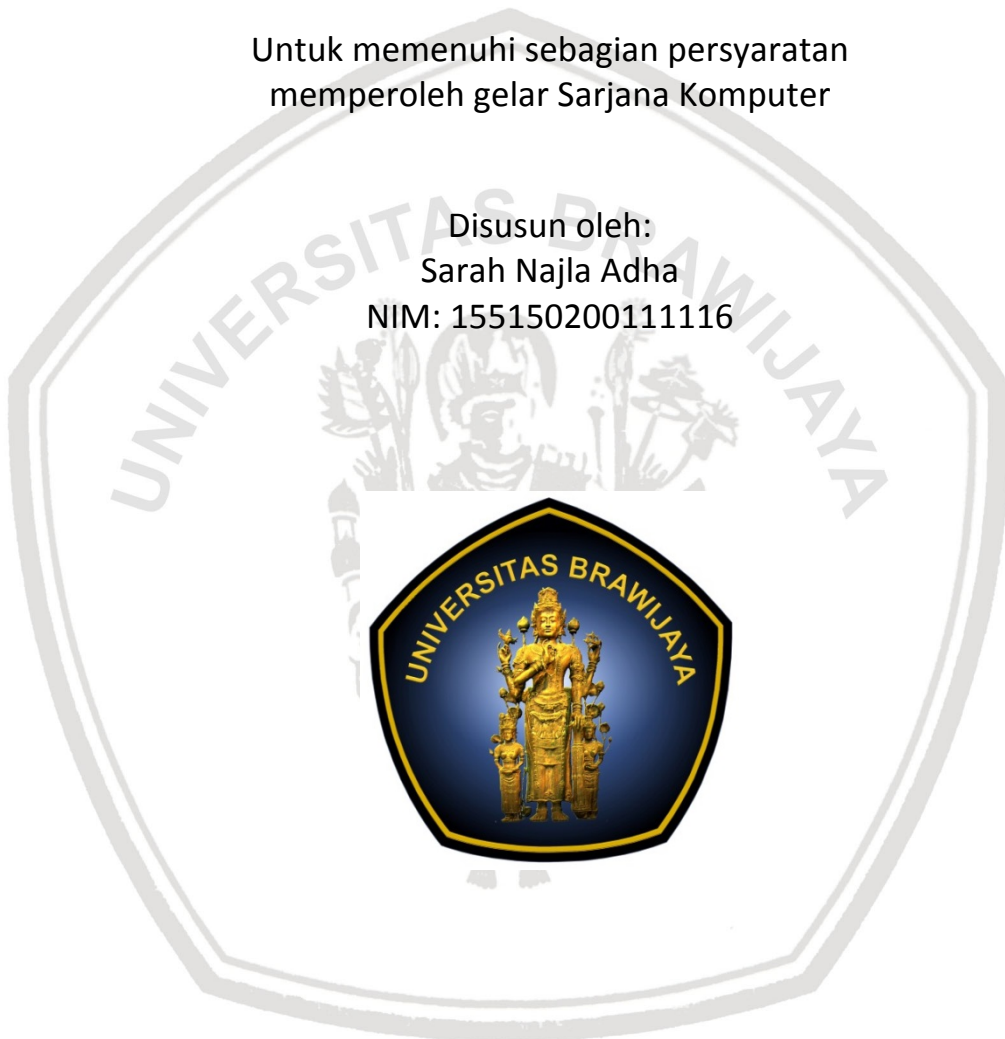 Untuk memenuhi sebagian persyaratan
memperoleh gelar Sarjana Komputer
Disusun oleh:
Sarah Najla Adha
NIM: 155150200111116
UNIVERSITAS BRAWIJAYA
UNIVERSITAS BRAWIJAYA